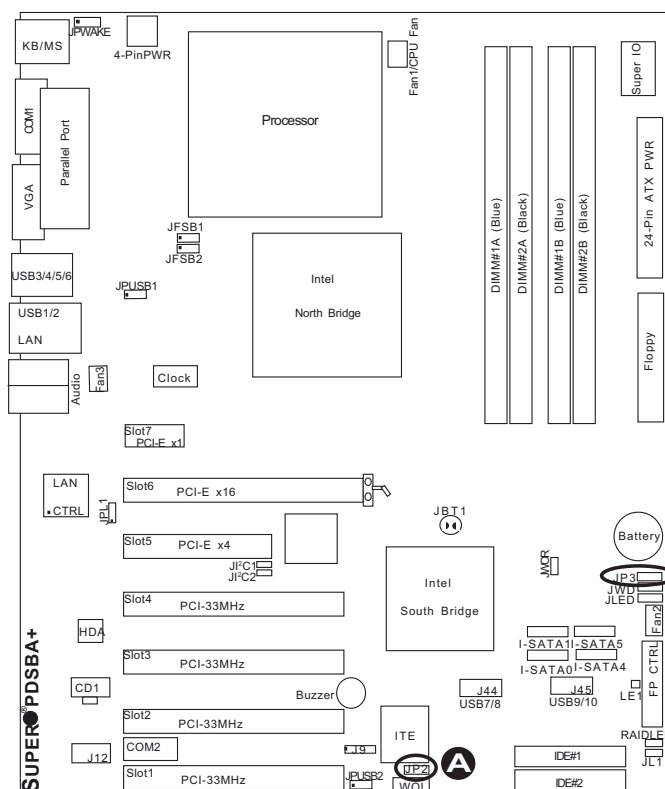 KB/MS
JPWAKE
4-PinPWR
Fan1/CPU Fan
Super IO
COM1
Parallel Port
VGA
Processor
24-Pin ATX PWR
DIMM#1A (Blue)
DIMM#2A (Black)
DIMM#1B (Blue)
DIMM#2B (Black)
JFSB1
JFSB2
USB3/4/5/6
JPUSB1
Intel
North Bridge
USB1/2
LAN
Floppy
Audio
Fan3
Clock
Slot7
PCI-E x1
LAN
CTRL
JPL1
Slot6
PCI-E x16
JBT1
Battery
Slot5
PCI-E x4
JI²C1
JI²C2
Intel
South Bridge
JWOR
JP3
JWD
JLED
Fan2
Slot4
PCI-33MHz
HDA
I-SATA1
I-SATA5
I-SATA0
I-SATA4
FP CTRL
Slot3
PCI-33MHz
CD1
Buzzer
J44
USB7/8
J45
USB9/10
LE1
Slot2
PCI-33MHz
ITE
RAIDLE
JL1
J12
COM2
J9
JP2
A
IDE#1
Slot1
PCI-33MHz
JPUSB2
WOL
IDE#2
SUPER® PDSBA+